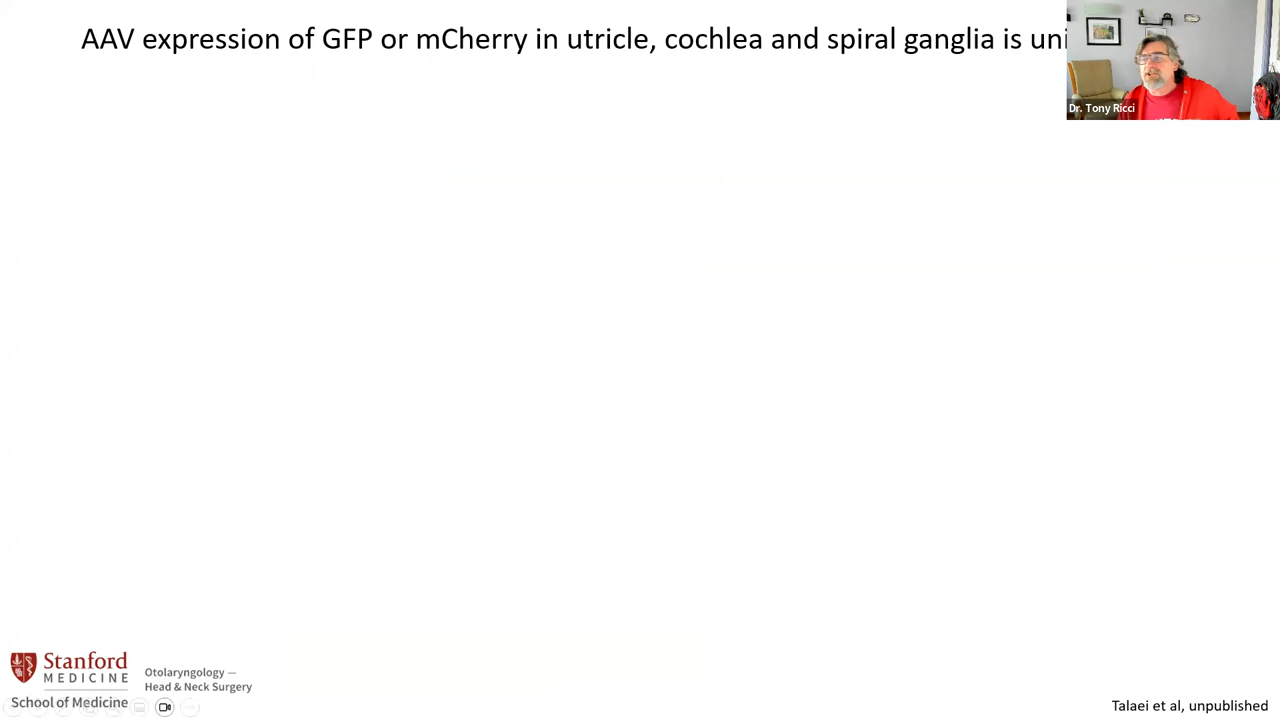 AAV expression of GFP or mCherry in utricle, cochlea and spiral ganglia is uni
Dr. Tony Ricci
Stanford
MEDICINE
School of Medicine
Otolaryngology —
Head & Neck Surgery
Talaei et al, unpublished